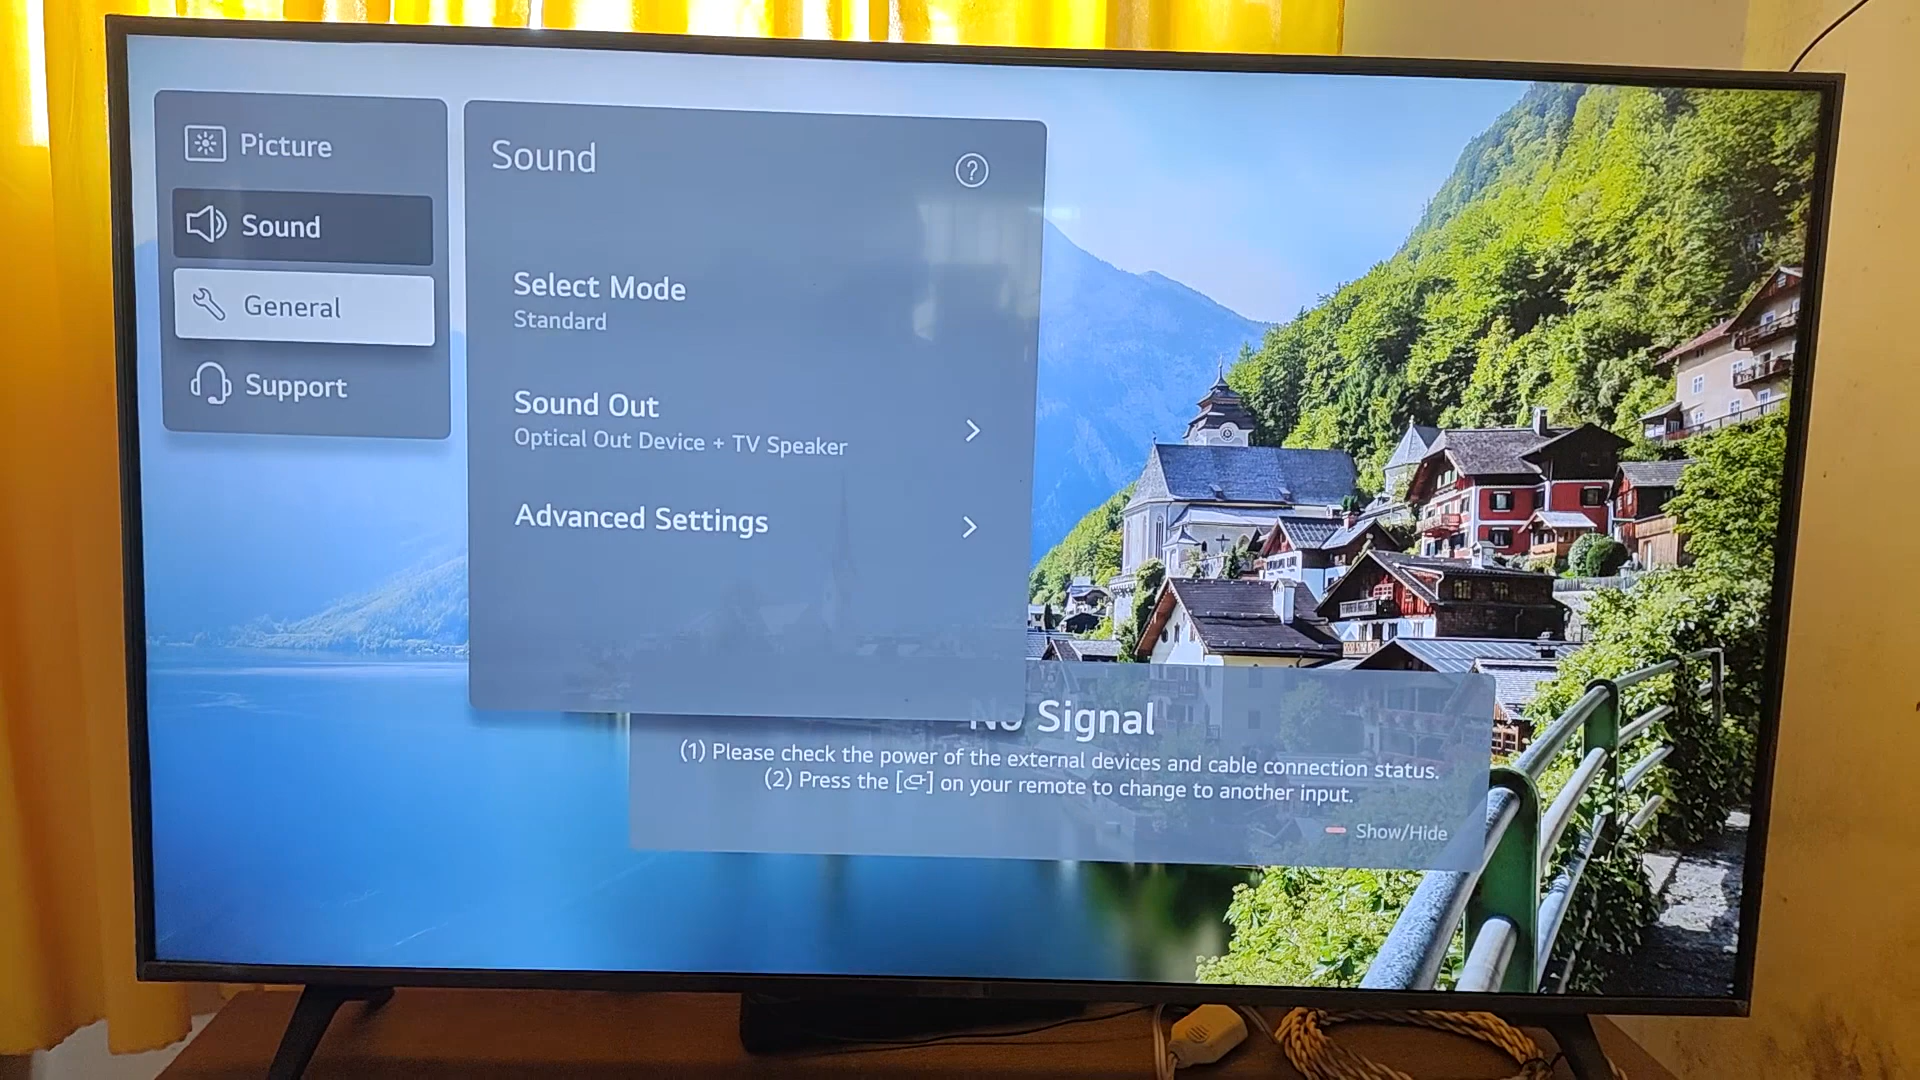 Picture
Sound
General
Support
Sound
?
Select Mode
Standard
Sound Out
Optical Out Device + TV Speaker
Advanced Settings
No Signal
(1) Please check the power of the external devices and cable connection status.
(2) Press the [⮐] on your remote to change to another input.
Show/Hide